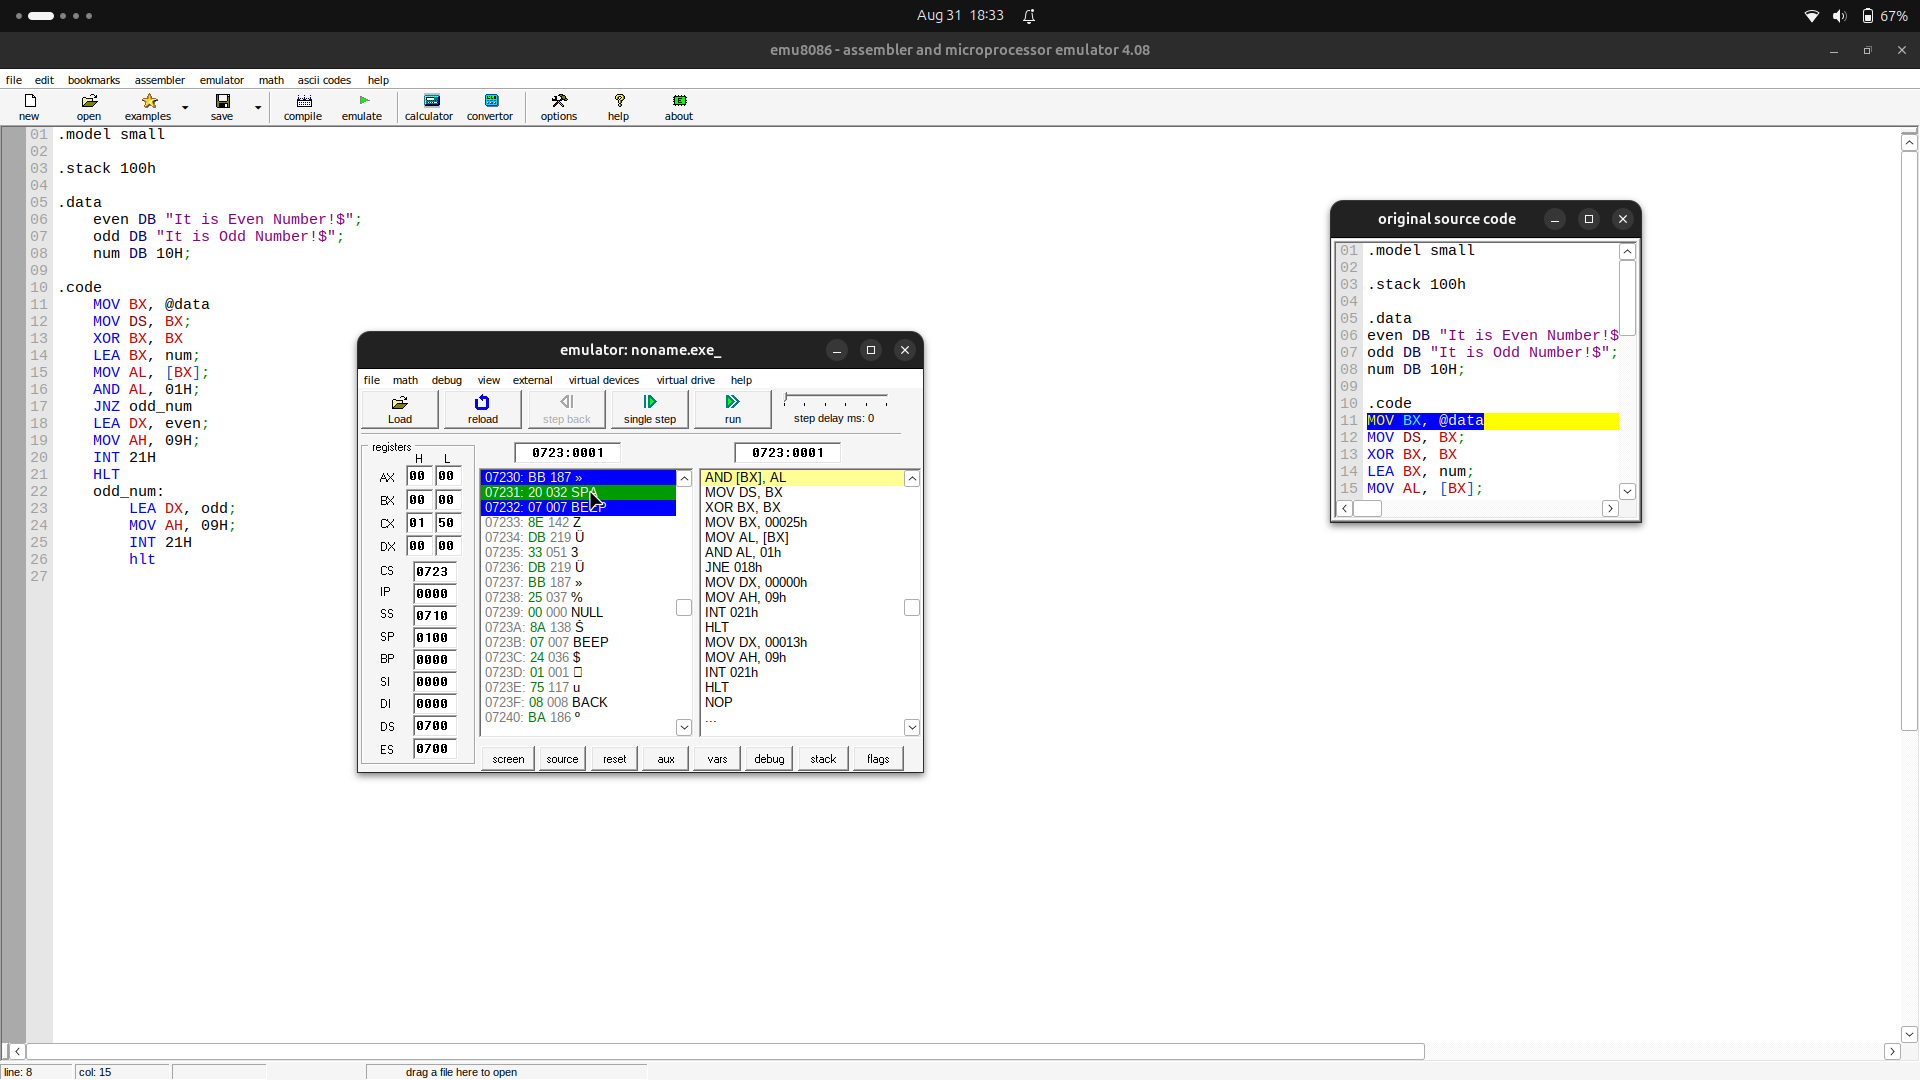 Aug 31 18:33
67%
emu8086 - assembler and microprocessor emulator 4.08
file edit bookmarks assembler emulator math ascii codes help
new open examples save compile emulate calculator convertor options help about
01 .model small
02
03 .stack 100h
04
05 .data
06 even DB "It is Even Number!$";
07 odd DB "It is Odd Number!$";
08 num DB 10H;
09
10 .code
11 MOV BX, @data
12 MOV DS, BX;
13 XOR BX, BX
14 LEA BX, num;
15 MOV AL, [BX];
16 AND AL, 01H;
17 JNZ odd_num
18 LEA DX, even;
19 MOV AH, 09H;
20 INT 21H
21 HLT
22 odd_num:
23 LEA DX, odd;
24 MOV AH, 09H;
25 INT 21H
26 hlt
27
emulator: noname.exe_
file math debug view external virtual devices virtual drive help
Load reload step back single step run step delay ms: 0
registers
H L
AX 00 00
BX 00 00
CX 01 50
DX 00 00
CS 0723
IP 0000
SS 0710
SP 0100
BP 0000
SI 0000
DI 0000
DS 0700
ES 0700
0723:0001
07230: BB 187 »
07231: 20 032 SPA
07232: 07 007 BEEP
07233: 8E 142 Z
07234: DB 219 Û
07235: 33 051 3
07236: DB 219 Û
07237: BB 187 »
07238: 25 037 %
07239: 00 000 NULL
0723A: 8A 138 Š
0723B: 07 007 BEEP
0723C: 24 036 $
0723D: 01 001
0723E: 75 117 u
0723F: 08 008 BACK
07240: BA 186 º
0723:0001
AND [BX], AL
MOV DS, BX
XOR BX, BX
MOV BX, 00025h
MOV AL, [BX]
AND AL, 01h
JNE 018h
MOV DX, 00000h
MOV AH, 09h
INT 021h
HLT
MOV DX, 00013h
MOV AH, 09h
INT 021h
HLT
NOP
...
screen source reset aux vars debug stack flags
original source code
01 .model small
02
03 .stack 100h
04
05 .data
06 even DB "It is Even Number!$
07 odd DB "It is Odd Number!$";
08 num DB 10H;
09
10 .code
11 MOV BX, @data
12 MOV DS, BX;
13 XOR BX, BX
14 LEA BX, num;
15 MOV AL, [BX];
line: 8 col: 15 drag a file here to open